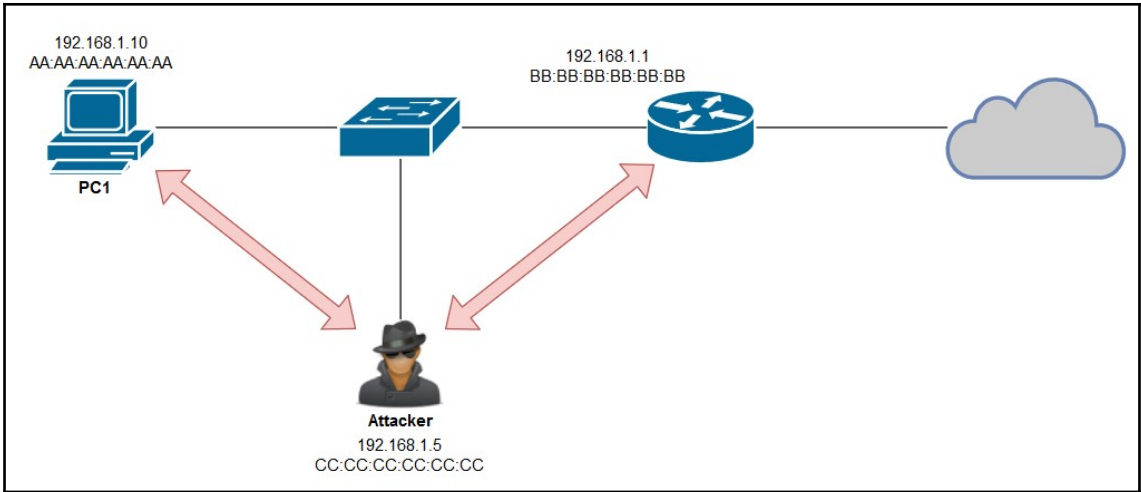 192.168.1.10
AA:AA:AA:AA:AA:AA
PC1
192.168.1.1
BB:BB:BB:BB:BB:BB
Attacker
192.168.1.5
CC:CC:CC:CC:CC:CC